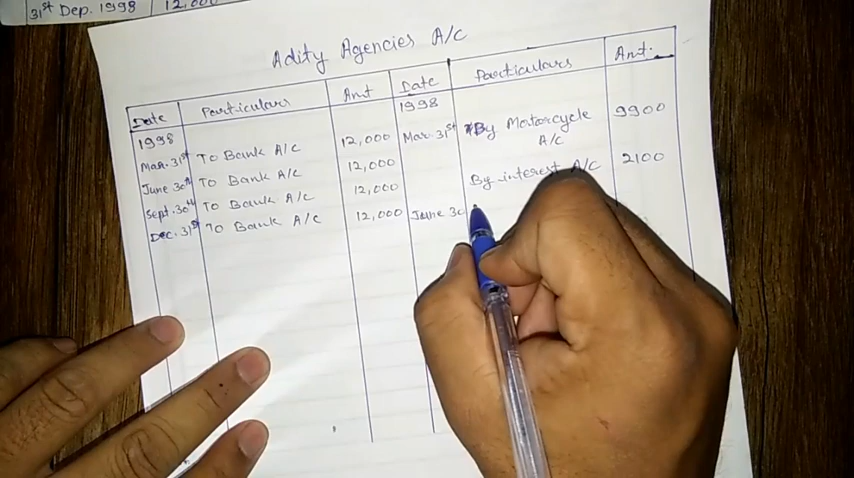 31st Dep. 1998 | 12,000
Adity Agencies A/C
Date Particulars Amt Date Particulars Amt.
1998 1998
Mar. 31st To Bank A/C 12,000 Mar. 31st By Motorcycle A/C 9900
June 30th To Bank A/C 12,000 By interest A/C 2100
Sept. 30th To Bank A/C 12,000
Dec. 31st To Bank A/C 12,000 June 30